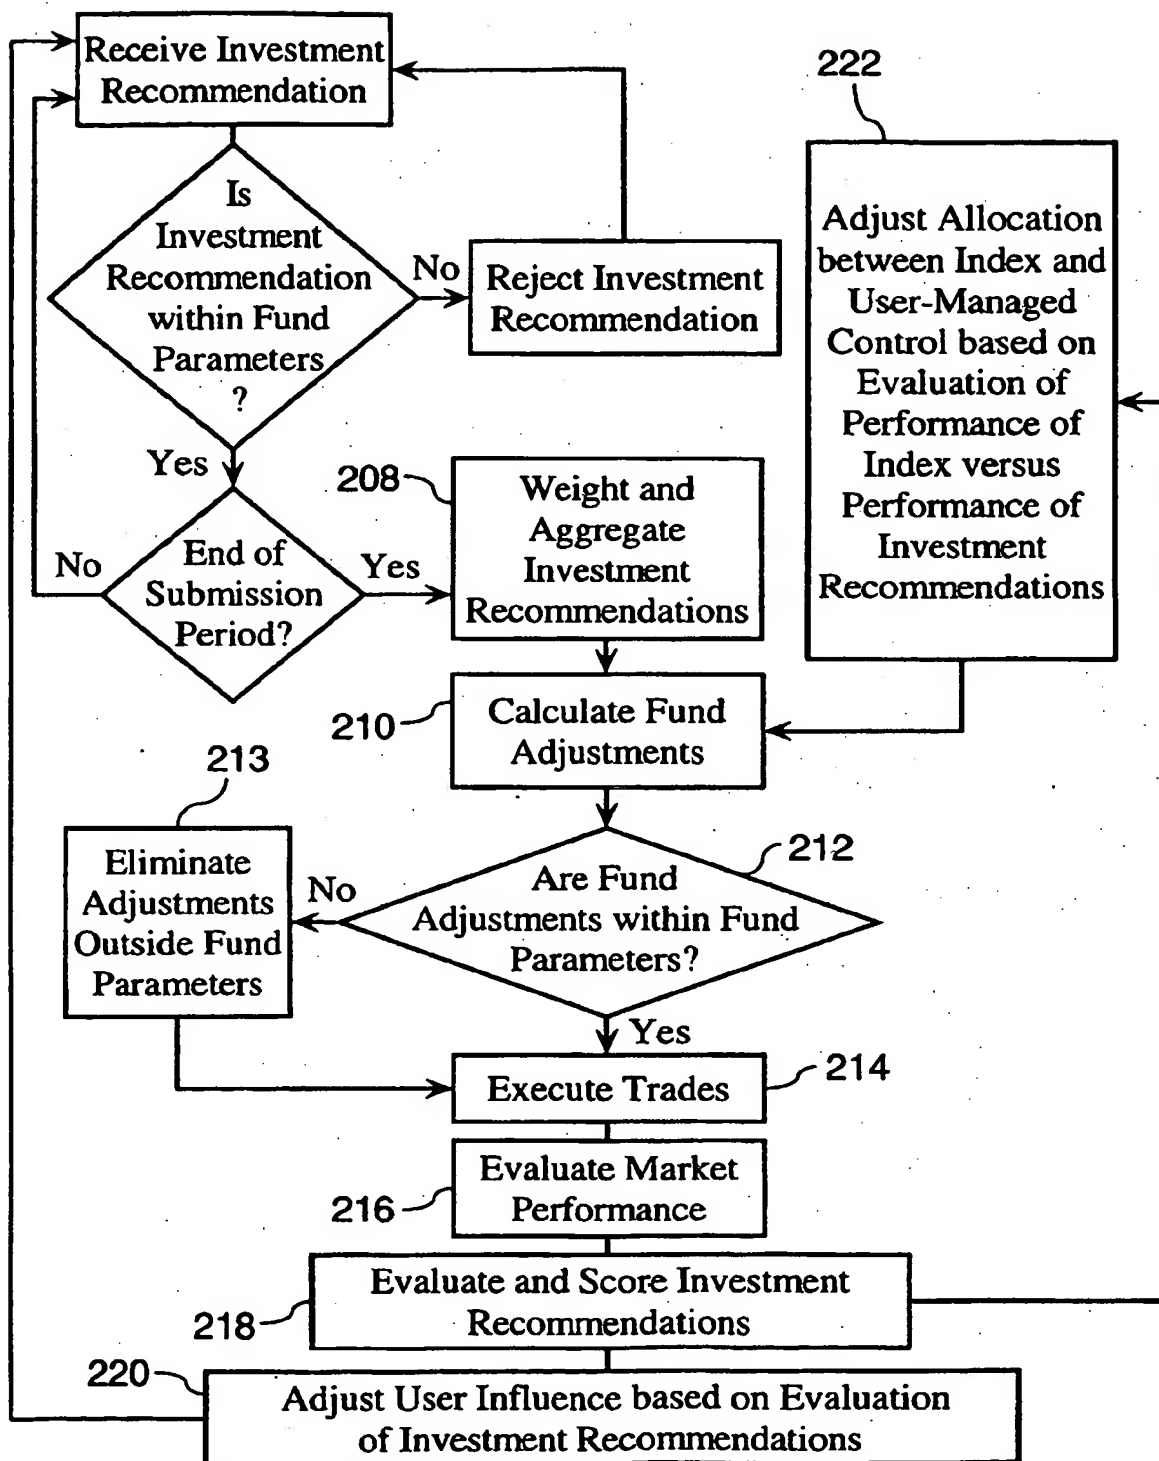 Receive Investment
Recommendation
Is
Investment
Recommendation
within Fund
Parameters
?
No
Reject Investment
Recommendation
222
Adjust Allocation
between Index and
User-Managed
Control based on
Evaluation of
Performance of
Index versus
Performance of
Investment
Recommendations
Yes
End of
Submission
Period?
No
Yes
208
Weight and
Aggregate
Investment
Recommendations
210
Calculate Fund
Adjustments
213
Eliminate
Adjustments
Outside Fund
Parameters
No
212
Are Fund
Adjustments within Fund
Parameters?
Yes
214
Execute Trades
216
Evaluate Market
Performance
218
Evaluate and Score Investment
Recommendations
220
Adjust User Influence based on Evaluation
of Investment Recommendations